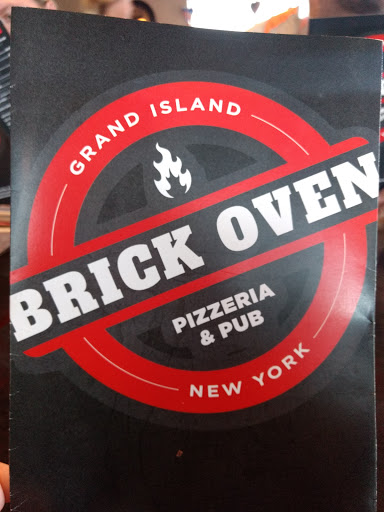 GRAND ISLAND
BRICK OVEN
PIZZERIA
& PUB
NEW YORK